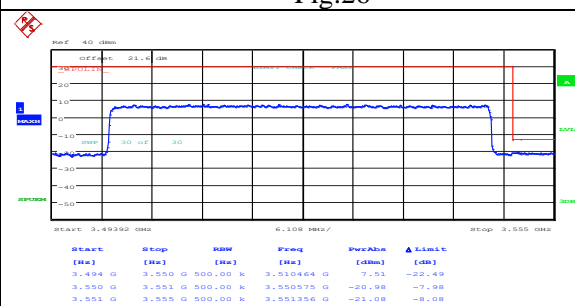 Fig.20
R S
Ref 40 dBm
Offset 21.6 dB
20
10
1
MAXH
A
0
-10
LVL
SWP 30 of 30
-20
-30
-40
-50
3DB
Start 3.49392 GHz 6.108 MHz/ Stop 3.555 GHz
Start Stop RBW Freq PwrAbs Δ Limit
[Hz] [Hz] [Hz] [Hz] [dBm] [dB]
3.494 G 3.550 G 500.00 k 3.510464 G 7.51 -22.49
3.550 G 3.551 G 500.00 k 3.550575 G -20.98 -7.98
3.551 G 3.555 G 500.00 k 3.551356 G -21.08 -8.08